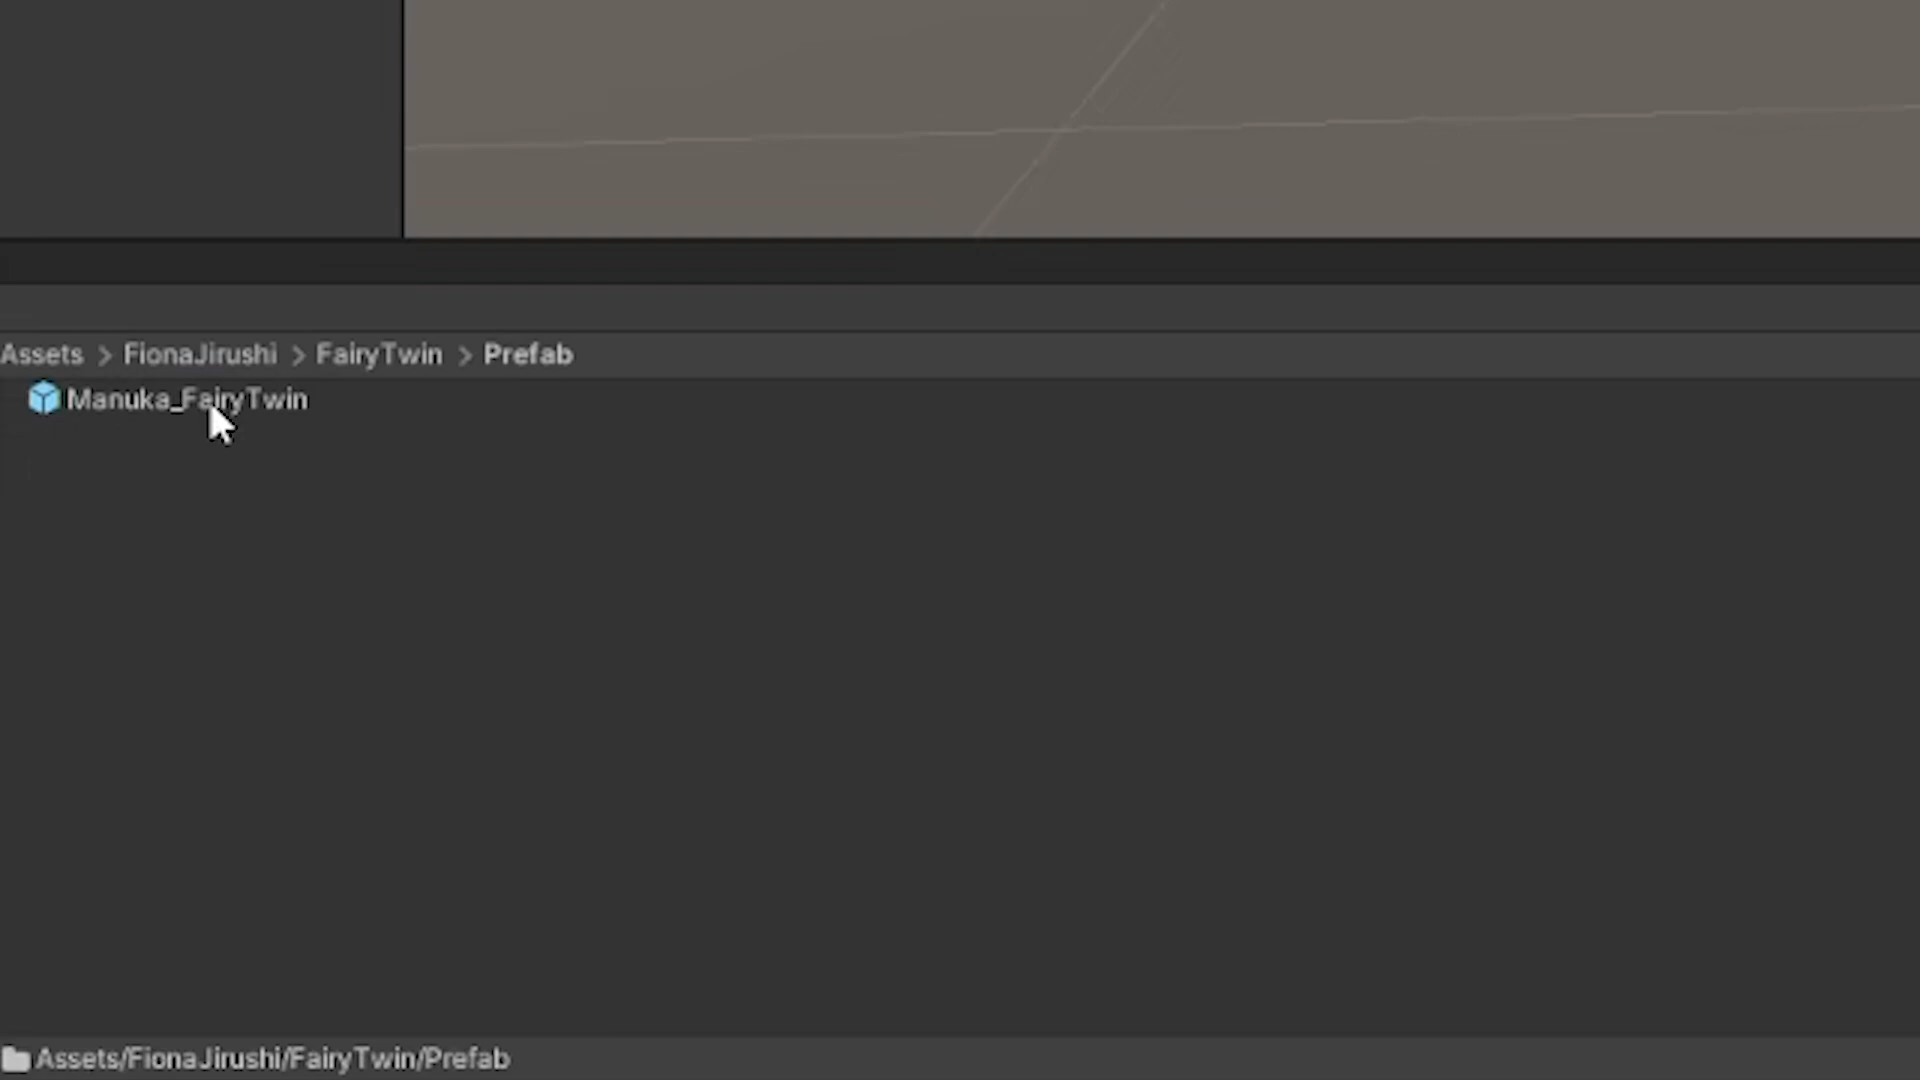 Assets > FionaJirushi > FairyTwin > Prefab
Manuka_FairyTwin
Assets/FionaJirushi/FairyTwin/Prefab